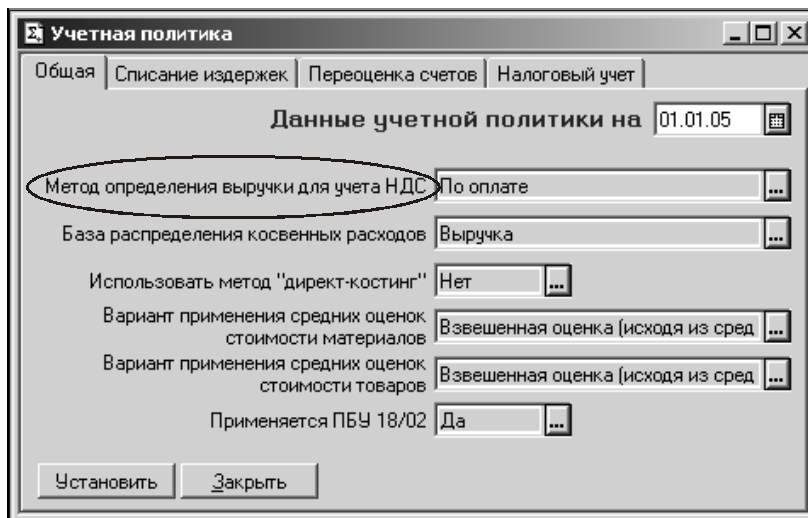 Учетная политика
Общая Списание издержек Переоценка счетов Налоговый учет
Данные учетной политики на 01.01.05
Метод определения выручки для учета НДС По оплате ...
База распределения косвенных расходов Выручка ...
Использовать метод "директ-костинг" Нет ...
Вариант применения средних оценок
стоимости материалов Взвешенная оценка (исходя из сред ...
Вариант применения средних оценок
стоимости товаров Взвешенная оценка (исходя из сред ...
Применяется ПБУ 18/02 Да ...
Установить Закрыть